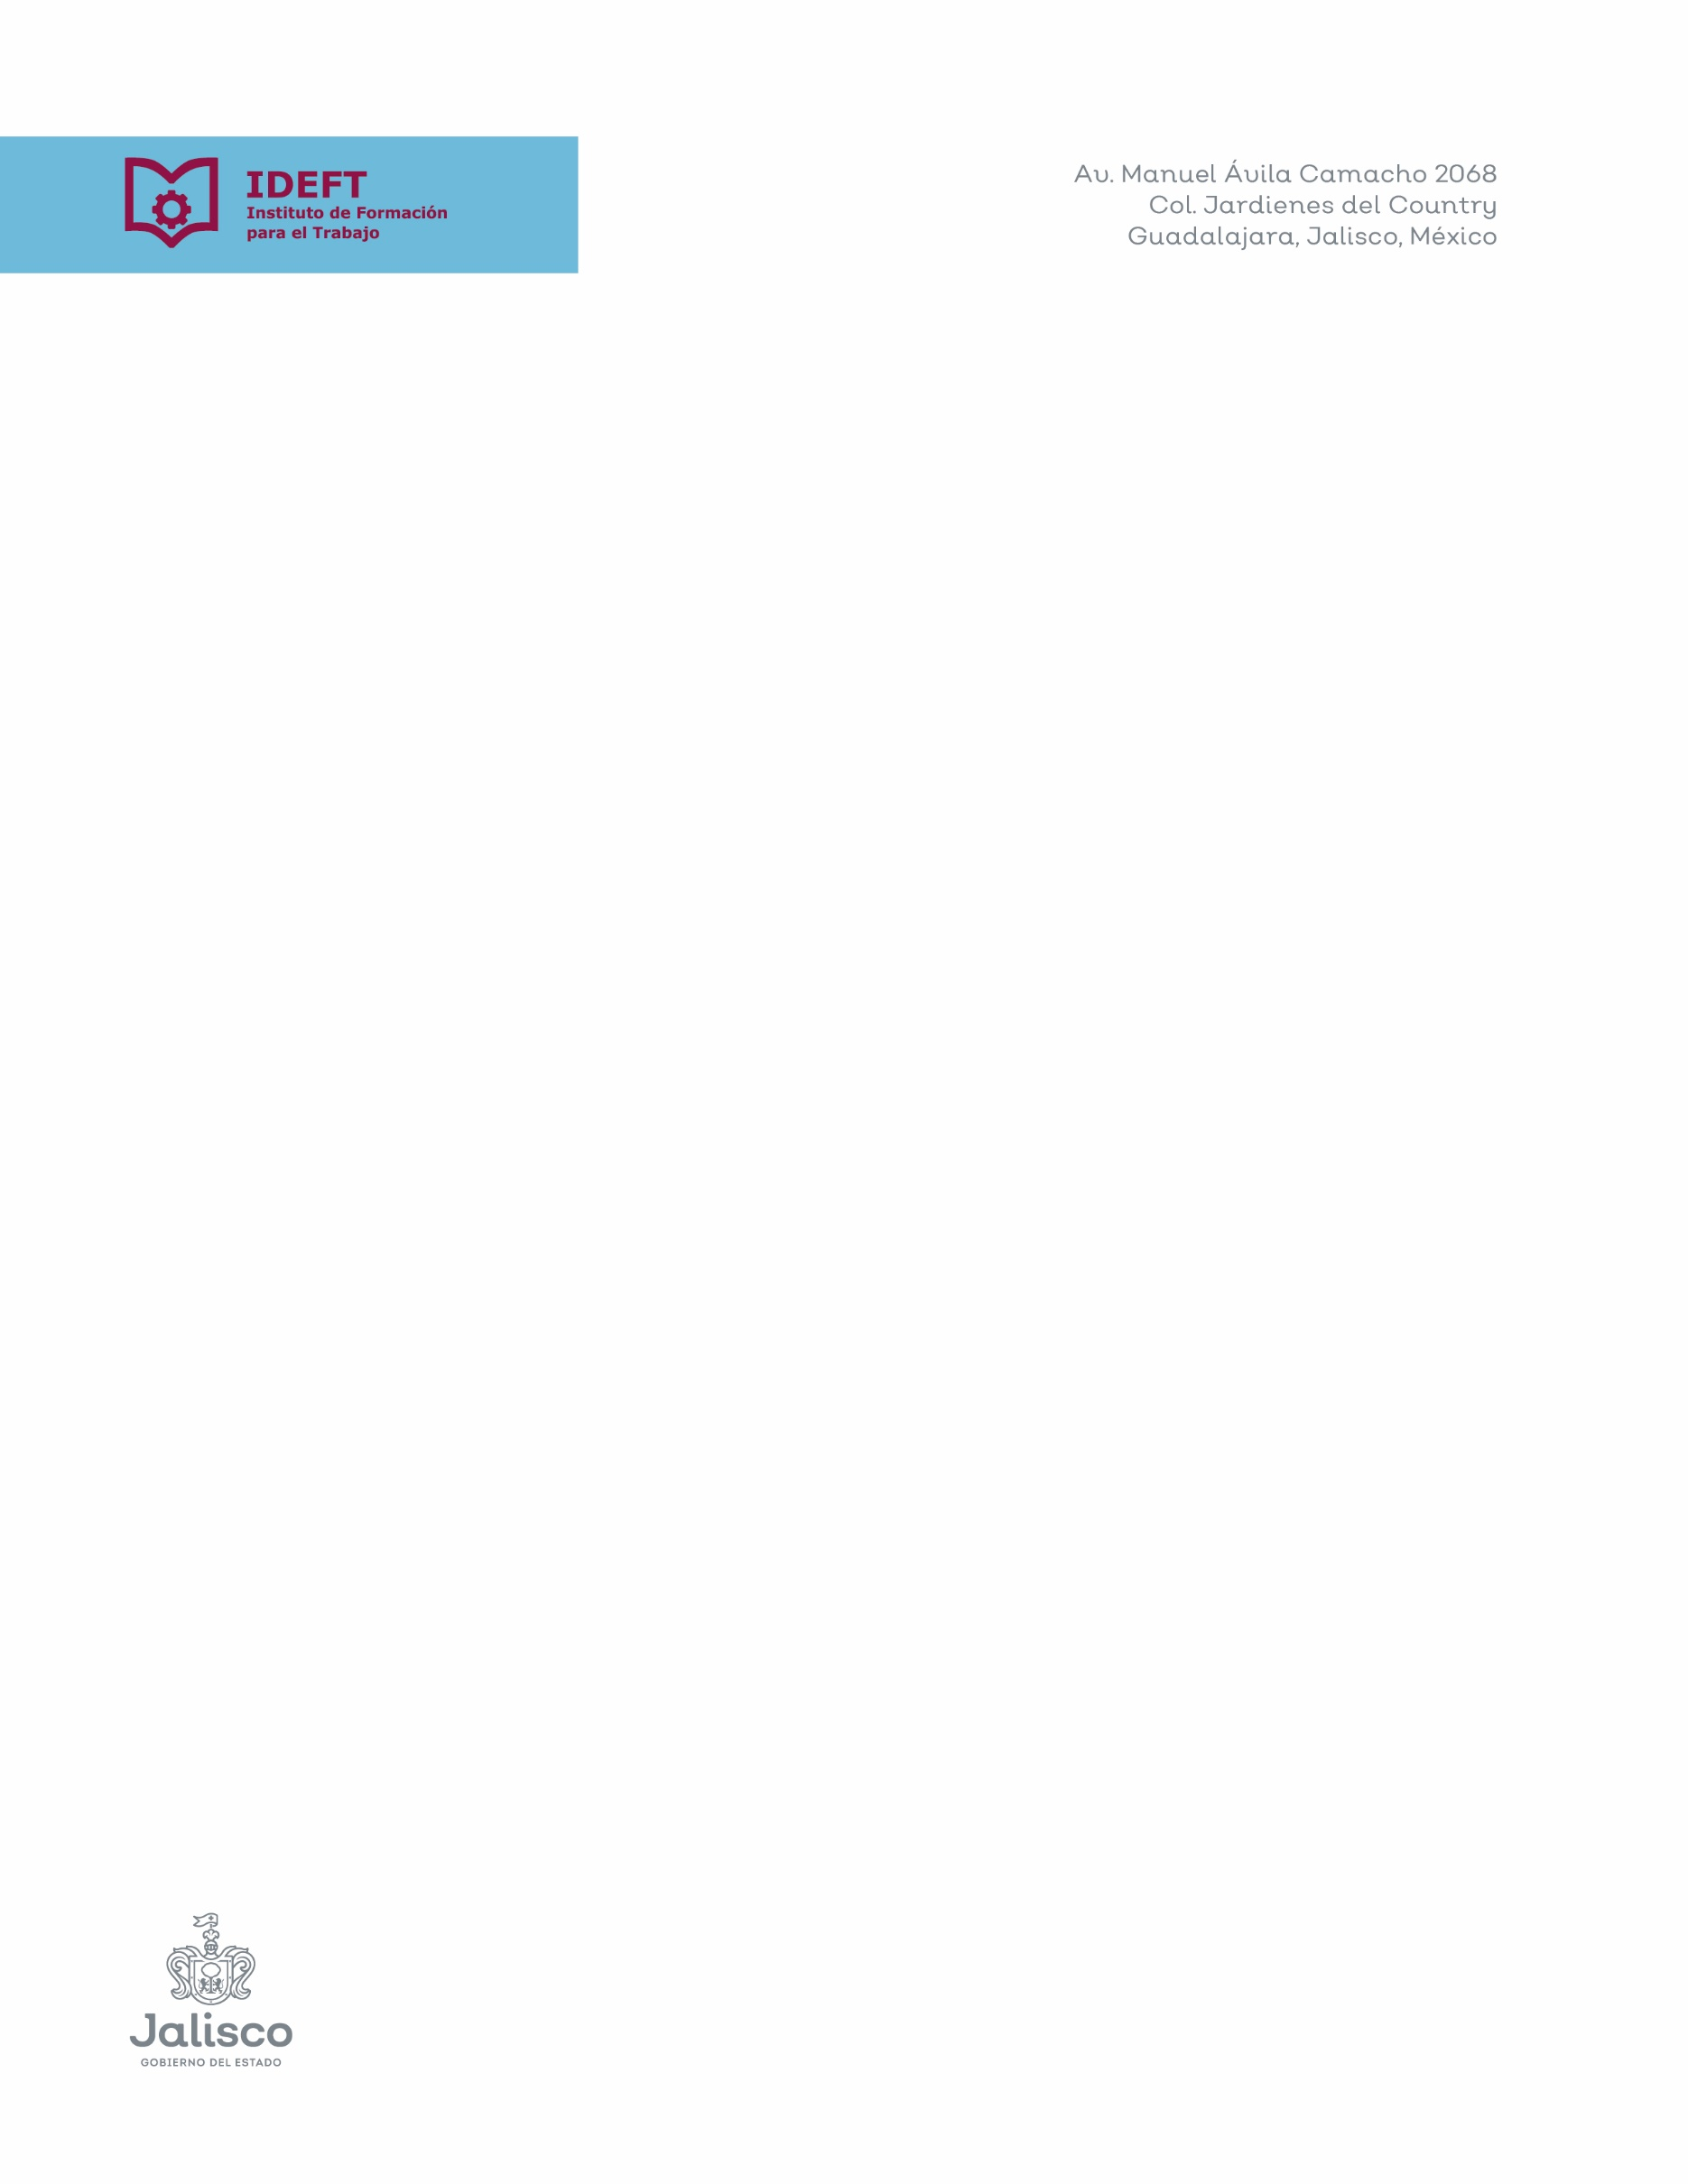 IDEFT
Instituto de Formación
para el Trabajo
Av. Manuel Ávila Camacho 2068
Col. Jardienes del Country
Guadalajara, Jalisco, México
Jalisco
GOBIERNO DEL ESTADO